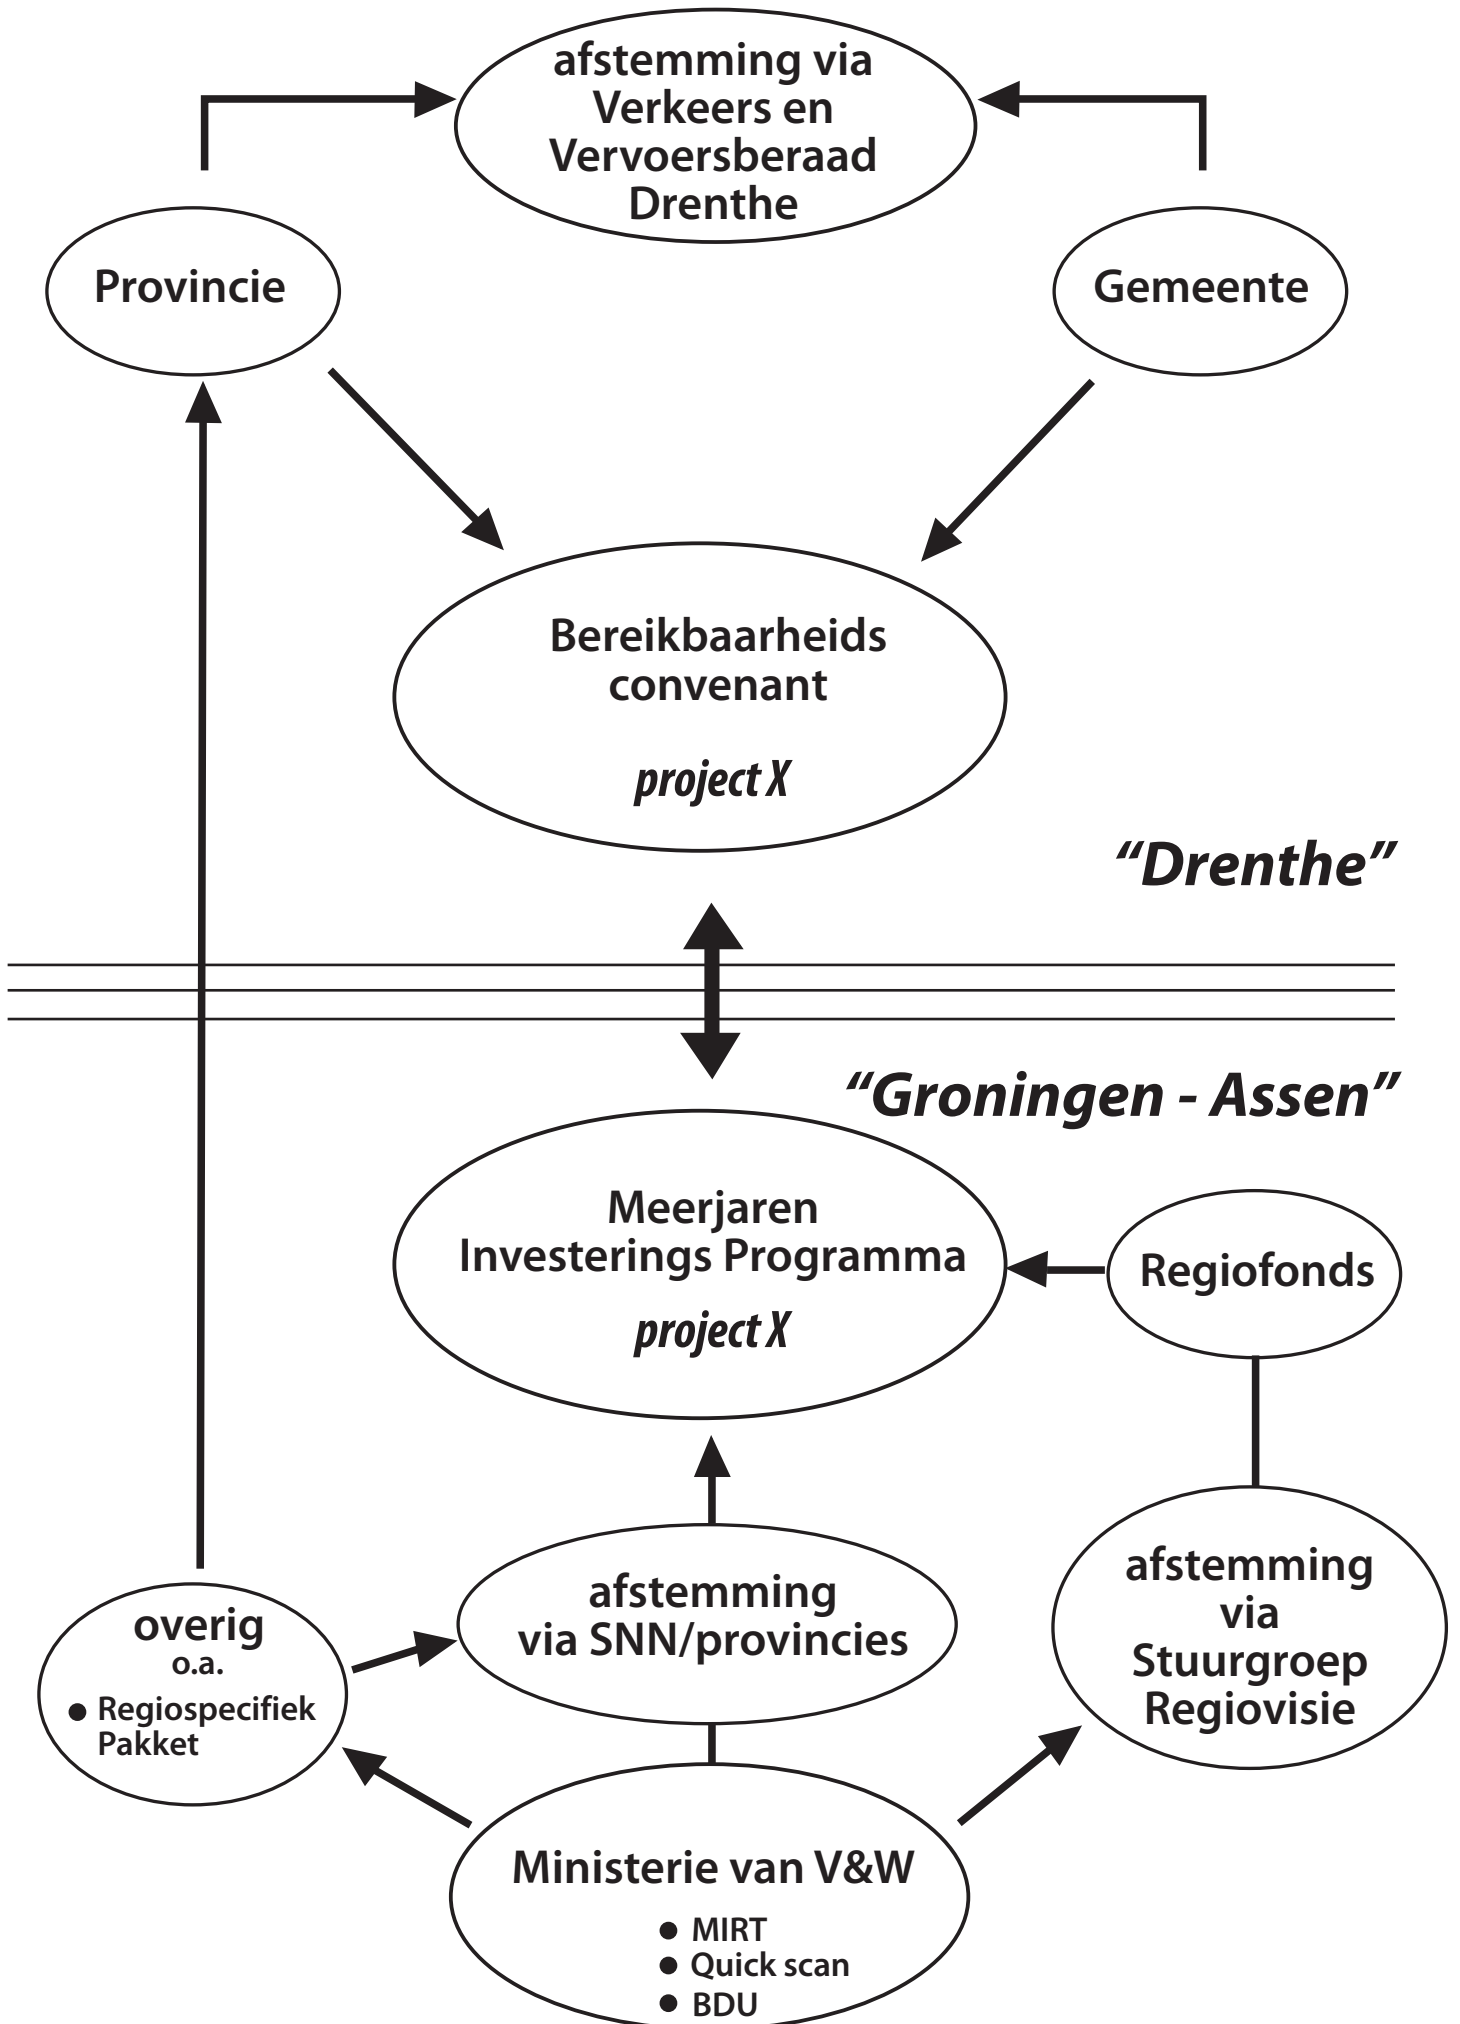 afstemming via
Verkeers en
Vervoersberaad
Drenthe
Provincie
Gemeente
Bereikbaarheids
convenant
project X
“Drenthe”
“Groningen - Assen”
Meerjaren
Investerings Programma
project X
Regiofonds
afstemming
via SNN/provincies
afstemming
via
Stuurgroep
Regiovisie
overig
o.a.
● Regiospecifiek
Pakket
Ministerie van V&W
● MIRT
● Quick scan
● BDU